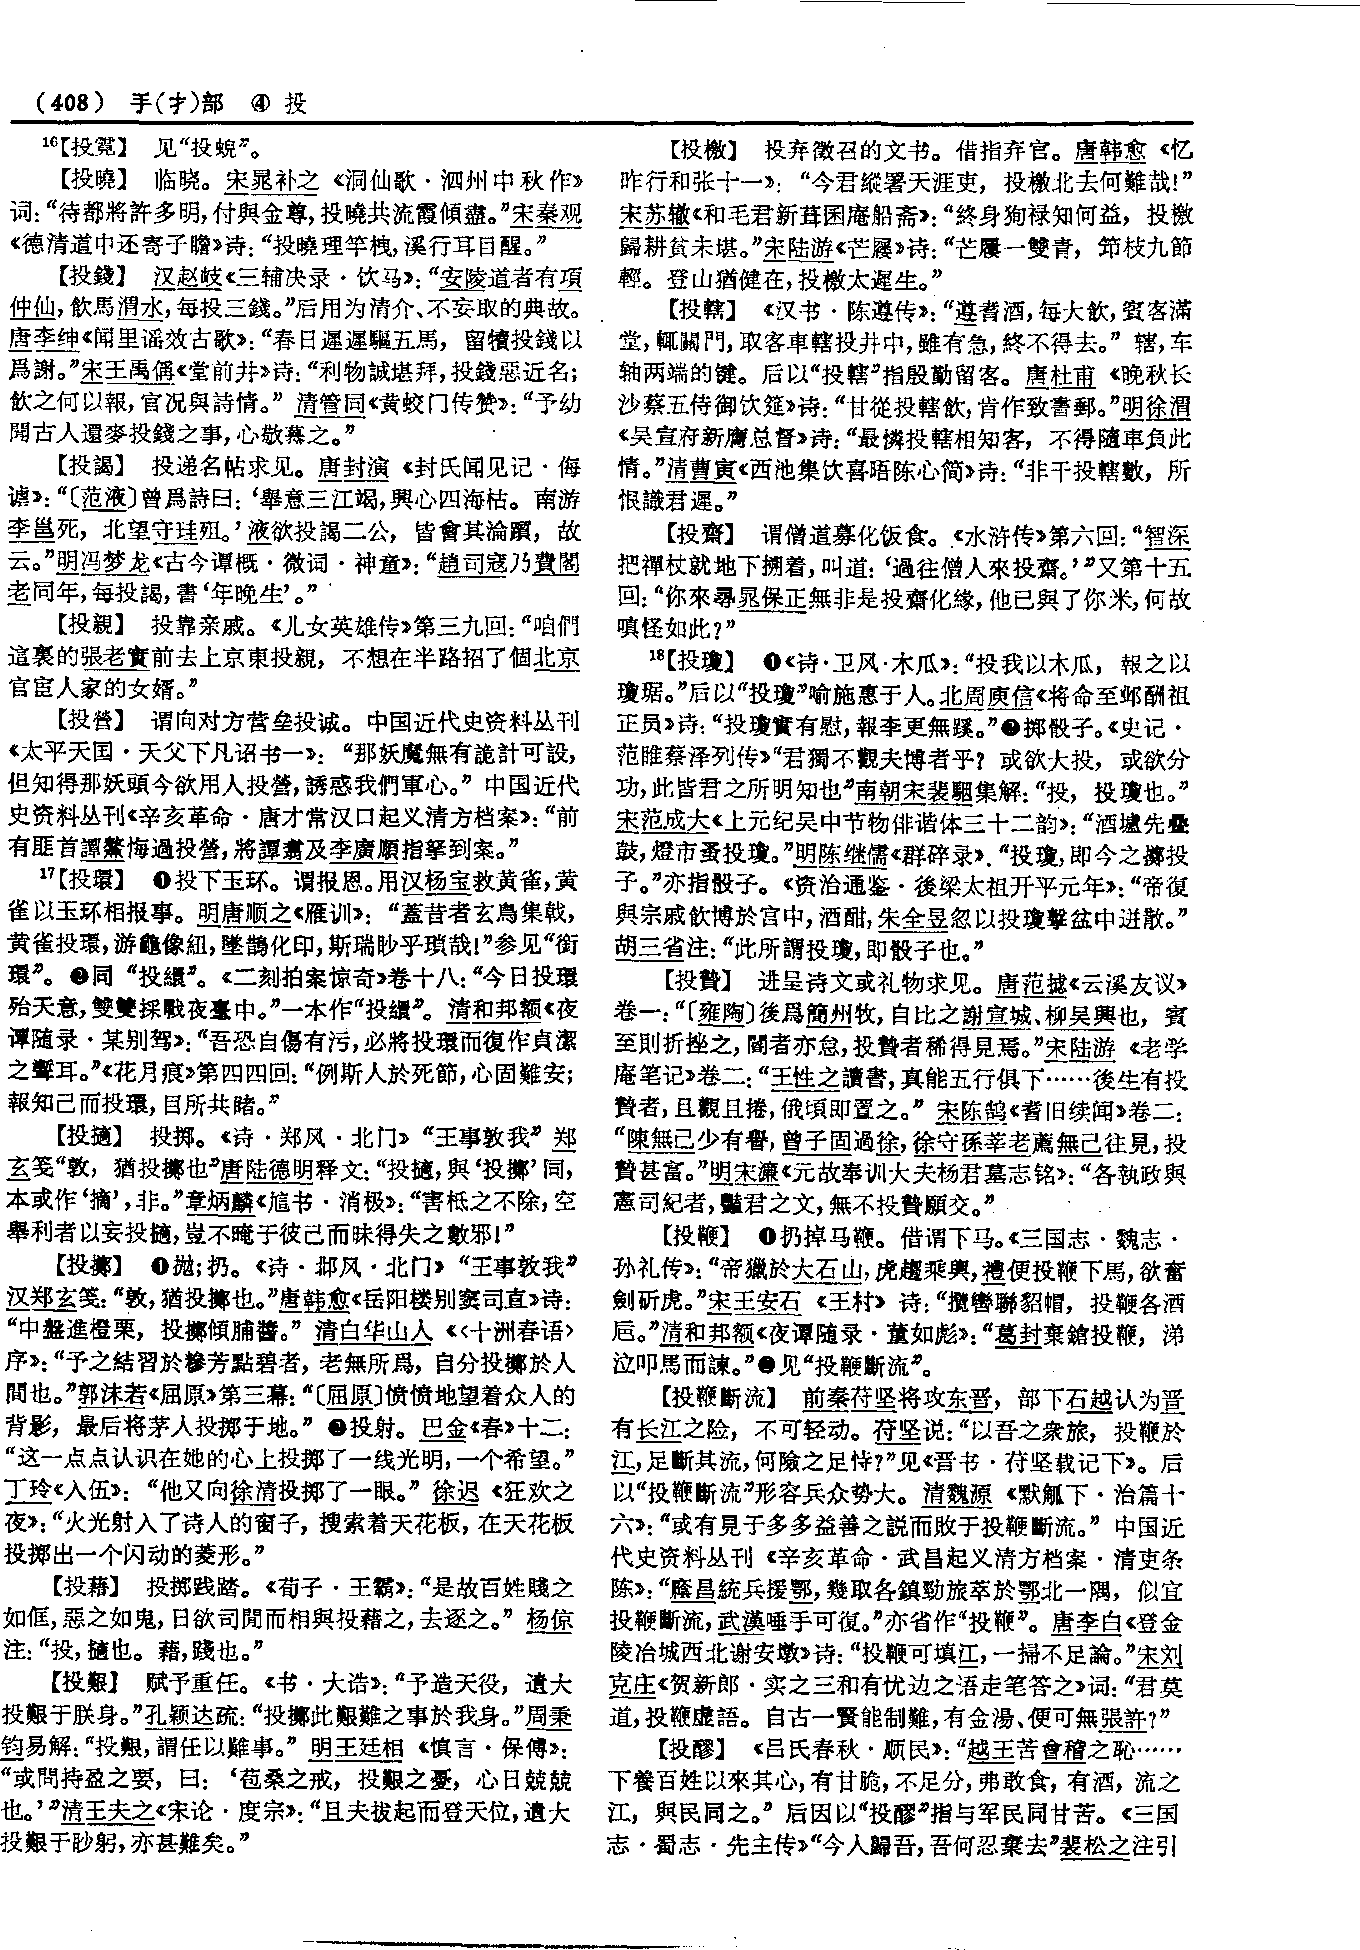 (408) 手(扌)部 ④ 投
¹⁶【投霓】 见“投蜺”。
【投曉】 临晓。宋晁补之《洞仙歌·泗州中秋作》
词：“待都將許多明，付與金尊，投曉共流霞傾盡。”宋秦观
《德清道中还寄子瞻》诗：“投曉理竿栧，溪行耳目醒。”
【投錢】 汉赵岐《三辅决录·饮马》：“安陵道者有項
仲仙，飲馬渭水，每投三錢。”后用为清介、不妄取的典故。
唐李绅《闻里谣效古歌》：“春日遲遲驅五馬，留犢投錢以
爲謝。”宋王禹偁《堂前井》诗：“利物誠堪拜，投錢惡近名；
飲之何以報，官况與詩情。”清管同《黄蛟门传赞》：“予幼
聞古人還麥投錢之事，心敬慕之。”
【投謁】 投递名帖求见。唐封演《封氏闻见记·侮
谑》：“〔范液〕曾爲詩曰：‘舉意三江竭，興心四海枯。南游
李邕死，北望守珪殂。’液欲投謁二公，皆會其淪躓，故
云。”明冯梦龙《古今谭概·微词·神童》：“趙司寇乃費閣
老同年，每投謁，書‘年晚生’。”
【投親】 投靠亲戚。《儿女英雄传》第三九回：“咱們
這裏的張老實前去上京東投親，不想在半路招了個北京
官宦人家的女婿。”
【投營】 谓向对方营垒投诚。中国近代史资料丛刊
《太平天国·天父下凡诏书一》：“那妖魔無有詭計可設，
但知得那妖頭今欲用人投營，誘惑我們軍心。”中国近代
史资料丛刊《辛亥革命·唐才常汉口起义清方档案》：“前
有匪首譚鰲悔過投營，將譚翥及李廣順指拏到案。”
¹⁷【投環】 ❶投下玉环。谓报恩。用汉杨宝救黄雀，黄
雀以玉环相报事。明唐顺之《雁训》：“蓋昔者玄鳥集戟，
黄雀投環，游龜像紐，墜鵲化印，斯瑞眇乎瑣哉！”参见“銜
環”。❷同“投繯”。《二刻拍案惊奇》卷十八：“今日投環
殆天意，雙雙採戰夜臺中。”一本作“投繯”。清和邦额《夜
谭随录·某别驾》：“吾恐自傷有污，必將投環而復作貞潔
之聲耳。”《花月痕》第四四回：“例斯人於死節，心固難安；
報知己而投環，目所共睹。”
【投擿】 投掷。《诗·郑风·北门》“王事敦我”郑
玄笺“敦，猶投擲也”唐陆德明释文：“投擿，與‘投擲’同，
本或作‘摘’，非。”章炳麟《訄书·消极》：“害柢之不除，空
舉利者以妄投擿，豈不晻于彼己而昧得失之數邪！”
【投擲】 ❶抛；扔。《诗·邶风·北门》“王事敦我”
汉郑玄笺：“敦，猶投擲也。”唐韩愈《岳阳楼别窦司直》诗：
“中盤進橙栗，投擲傾脯醬。”清白华山人《〈十洲春语〉
序》：“予之結習於糝芳點碧者，老無所爲，自分投擲於人
間也。”郭沫若《屈原》第三幕：“〔屈原〕愤愤地望着众人的
背影，最后将茅人投掷于地。”❷投射。巴金《春》十二：
“这一点点认识在她的心上投掷了一线光明，一个希望。”
丁玲《入伍》：“他又向徐清投掷了一眼。”徐迟《狂欢之
夜》：“火光射入了诗人的窗子，搜索着天花板，在天花板
投掷出一个闪动的菱形。”
【投藉】 投掷践踏。《荀子·王霸》：“是故百姓賤之
如㑌，惡之如鬼，日欲司間而相與投藉之，去逐之。”杨倞
注：“投，擿也。藉，踐也。”
【投艱】 赋予重任。《书·大诰》：“予造天役，遺大
投艱于朕身。”孔颖达疏：“投擲此艱難之事於我身。”周秉
钧易解：“投艱，謂任以難事。”明王廷相《慎言·保傅》：
“或問持盈之要，曰：‘苞桑之戒，投艱之憂，心日兢兢
也。’”清王夫之《宋论·度宗》：“且夫拔起而登天位，遺大
投艱于眇躬，亦甚難矣。”
【投檄】 投弃徵召的文书。借指弃官。唐韩愈《忆
昨行和张十一》：“今君縱署天涯吏，投檄北去何難哉！”
宋苏辙《和毛君新葺囷庵船斋》：“終身狥禄知何益，投檄
歸耕貧未堪。”宋陆游《芒屦》诗：“芒屨一雙青，笻枝九節
輕。登山猶健在，投檄太遲生。”
【投轄】 《汉书·陈遵传》：“遵耆酒，每大飲，賓客滿
堂，輒關門，取客車轄投井中，雖有急，終不得去。”辖，车
轴两端的键。后以“投轄”指殷勤留客。唐杜甫《晚秋长
沙蔡五侍御饮筵》诗：“甘從投轄飲，肯作致書郵。”明徐渭
《吴宣府新膺总督》诗：“最憐投轄相知客，不得隨車負此
情。”清曹寅《西池集饮喜晤陈心简》诗：“非干投轄數，所
恨識君遲。”
【投齋】 谓僧道募化饭食。《水浒传》第六回：“智深
把禪杖就地下搠着，叫道：‘過往僧人來投齋。’”又第十五
回：“你來尋晁保正無非是投齋化緣，他已與了你米，何故
嗔怪如此？”
¹⁸【投瓊】 ❶《诗·卫风·木瓜》：“投我以木瓜，報之以
瓊琚。”后以“投瓊”喻施惠于人。北周庾信《将命至邺酬祖
正员》诗：“投瓊實有慰，報李更無蹊。”❷掷骰子。《史记·
范雎蔡泽列传》“君獨不觀夫博者乎？或欲大投，或欲分
功，此皆君之所明知也”南朝宋裴駰集解：“投，投瓊也。”
宋范成大《上元纪吴中节物俳谐体三十二韵》：“酒壚先疊
鼓，燈市蚤投瓊。”明陈继儒《群碎录》：“投瓊，即今之擲投
子。”亦指骰子。《资治通鉴·後梁太祖开平元年》：“帝復
與宗戚飲博於宫中，酒酣，朱全昱忽以投瓊擊盆中迸散。”
胡三省注：“此所謂投瓊，即骰子也。”
【投贄】 进呈诗文或礼物求见。唐范摅《云溪友议》
卷一：“〔雍陶〕後爲簡州牧，自比之謝宣城、柳吴興也，賓
至則折挫之，閽者亦怠，投贄者稀得見焉。”宋陆游《老学
庵笔记》卷二：“王性之讀書，真能五行俱下……後生有投
贄者，且觀且捲，俄頃即置之。”宋陈鹄《耆旧续闻》卷二：
“陳無己少有譽，曾子固過徐，徐守孫莘老薦無己往見，投
贄甚富。”明宋濂《元故奉训大夫杨君墓志铭》：“各執政與
憲司紀者，豔君之文，無不投贄願交。”
【投鞭】 ❶扔掉马鞭。借谓下马。《三国志·魏志·
孙礼传》：“帝獵於大石山，虎趨乘輿，禮便投鞭下馬，欲奮
劍斫虎。”宋王安石《王村》诗：“攬轡聯貂帽，投鞭各酒
巵。”清和邦额《夜谭随录·董如彪》：“葛封棄鎗投鞭，涕
泣叩馬而諫。”❷见“投鞭斷流”。
【投鞭斷流】 前秦苻坚将攻东晋，部下石越认为晋
有长江之险，不可轻动。苻坚说：“以吾之衆旅，投鞭於
江，足斷其流，何險之足恃？”见《晋书·苻坚载记下》。后
以“投鞭斷流”形容兵众势大。清魏源《默觚下·治篇十
六》：“或有見于多多益善之説而敗于投鞭斷流。”中国近
代史资料丛刊《辛亥革命·武昌起义清方档案·清吏条
陈》：“廕昌統兵援鄂，幾取各鎮勁旅萃於鄂北一隅，似宜
投鞭斷流，武漢唾手可復。”亦省作“投鞭”。唐李白《登金
陵冶城西北谢安墩》诗：“投鞭可填江，一掃不足論。”宋刘
克庄《贺新郎·实之三和有忧边之语走笔答之》词：“君莫
道，投鞭虚語。自古一賢能制難，有金湯、便可無張許？”
【投醪】 《吕氏春秋·顺民》：“越王苦會稽之恥……
下養百姓以來其心，有甘脆，不足分，弗敢食，有酒，流之
江，與民同之。”后因以“投醪”指与军民同甘苦。《三国
志·蜀志·先主传》“今人歸吾，吾何忍棄去”裴松之注引